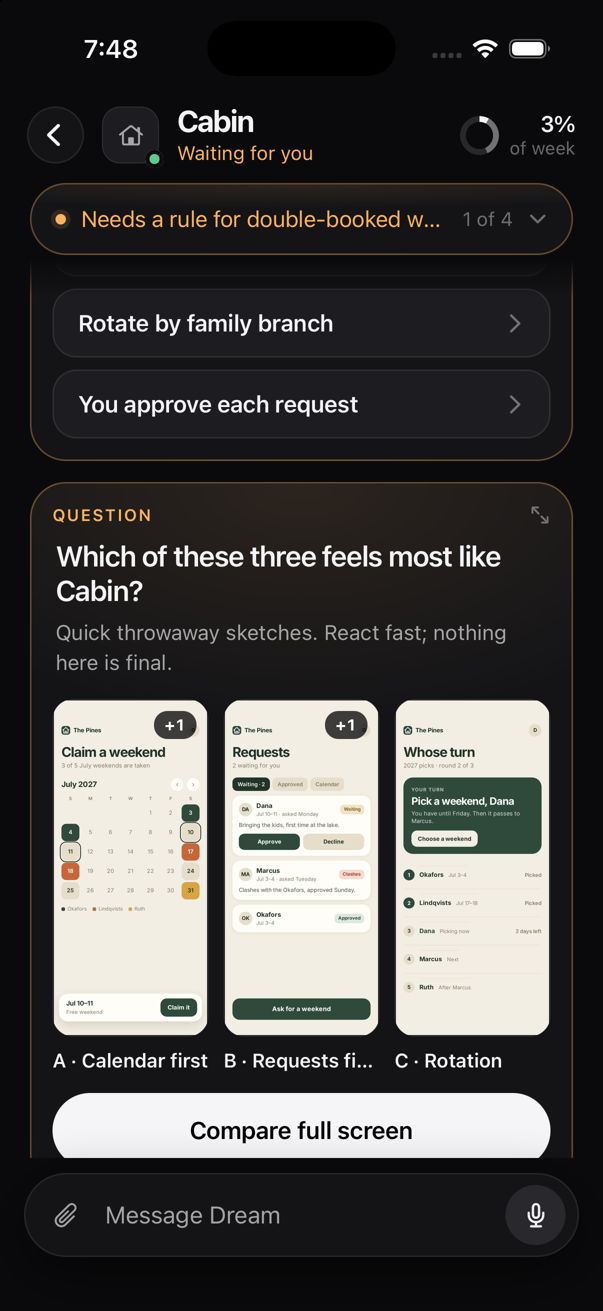 7:48
Cabin
Waiting for you
3%
of week
Needs a rule for double-booked w...
1 of 4
Rotate by family branch
You approve each request
QUESTION
Which of these three feels most like
Cabin?
Quick throwaway sketches. React fast; nothing
here is final.
The Pines
+1
Claim a weekend
3 of 5 July weekends are taken
July 2027
S M T W T F S
1 2 3
4 5 6 7 8 9 10
11 12 13 14 15 16 17
18 19 20 21 22 23 24
25 26 27 28 29 30 31
Okafors Lindqvists Ruth
Jul 10–11
Free weekend
Claim it
The Pines
+1
Requests
2 waiting for you
Waiting · 2 Approved Calendar
DA
Dana
Jul 10–11 · asked Monday
Waiting
Bringing the kids, first time at the lake.
Approve Decline
MA
Marcus
Jul 3–4 · asked Tuesday
Clashes
Clashes with the Okafors, approved Sunday.
OK
Okafors
Jul 3–4
Approved
Ask for a weekend
The Pines
D
Whose turn
2027 picks · round 2 of 3
YOUR TURN
Pick a weekend, Dana
You have until Friday. Then it passes to
Marcus.
Choose a weekend
1 Okafors Jul 3–4 Picked
2 Lindqvists Jul 17–18 Picked
3 Dana Picking now 2 days left
4 Marcus Next
5 Ruth After Marcus
A · Calendar first
B · Requests fi...
C · Rotation
Compare full screen
Message Dream